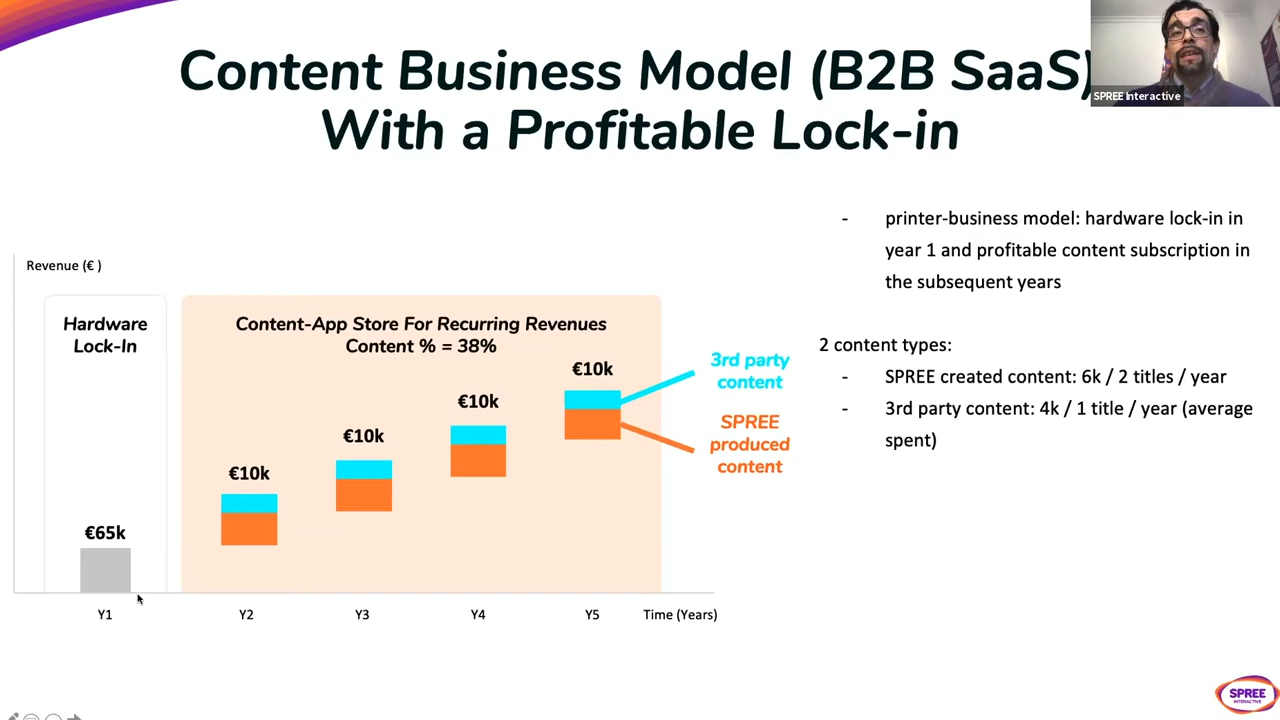 Content Business Model (B2B SaaS)
With a Profitable Lock-in
SPREE Interactive
- printer-business model: hardware lock-in in
year 1 and profitable content subscription in
the subsequent years
2 content types:
- SPREE created content: 6k / 2 titles / year
- 3rd party content: 4k / 1 title / year (average
spent)
Revenue (€ )
Hardware
Lock-In
Content-App Store For Recurring Revenues
Content % = 38%
€65k
€10k
€10k
€10k
€10k
3rd party
content
SPREE
produced
content
Y1
Y2
Y3
Y4
Y5
Time (Years)
SPREE
INTERACTIVE